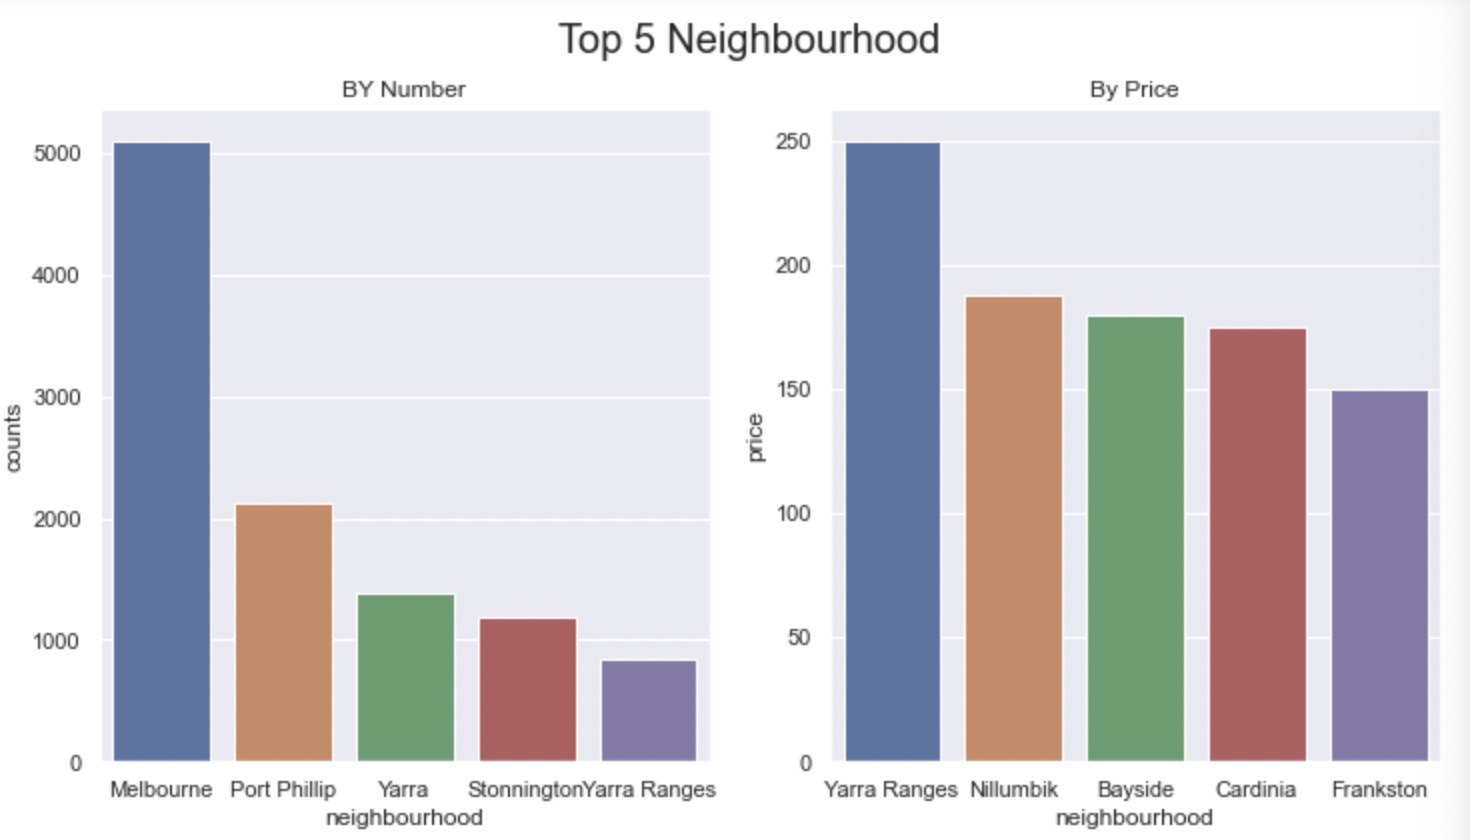 Top 5 Neighbourhood
BY Number
counts
5000
4000
3000
2000
1000
0
Melbourne Port Phillip Yarra Stonnington Yarra Ranges
neighbourhood
By Price
price
250
200
150
100
50
0
Yarra Ranges Nillumbik Bayside Cardinia Frankston
neighbourhood